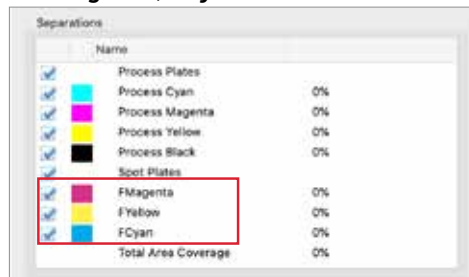 Separations
Name
Process Plates
Process Cyan 0%
Process Magenta 0%
Process Yellow 0%
Process Black 0%
Spot Plates
FMagenta 0%
FYellow 0%
FCyan 0%
Total Area Coverage 0%